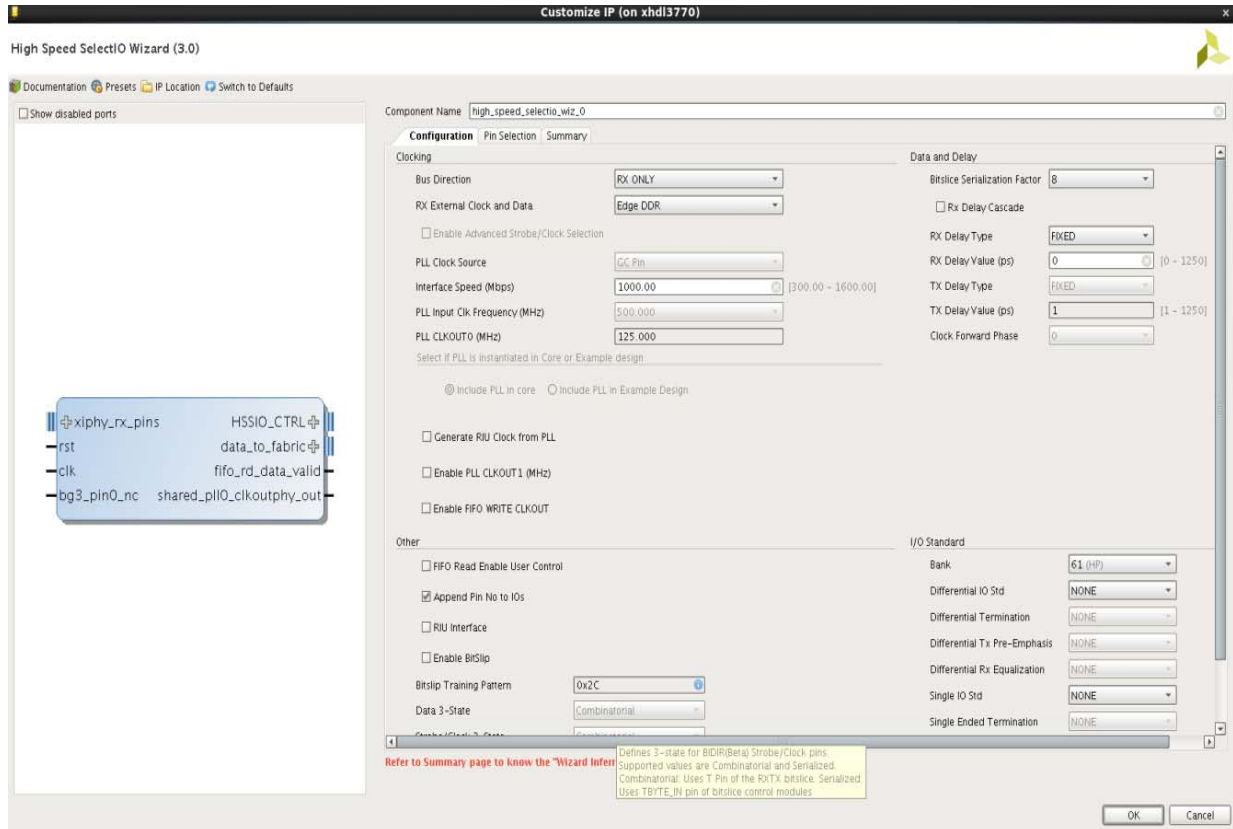 Customize IP (on xhdl3770)
x
High Speed SelectIO Wizard (3.0)
Documentation Presets IP Location Switch to Defaults
Show disabled ports
xiphy_rx_pins HSSIO_CTRL
rst data_to_fabric
clk fifo_rd_data_valid
bg3_pin0_nc shared_pll0_clkoutphy_out
Component Name high_speed_selectio_wiz_0
Configuration Pin Selection Summary
Clocking
Bus Direction RX ONLY
RX External Clock and Data Edge DDR
Enable Advanced Strobe/Clock Selection
PLL Clock Source GC Pin
Interface Speed (Mbps) 1000.00 [300.00 - 1600.00]
PLL Input Clk Frequency (MHz) 500.000
PLL CLKOUT0 (MHz) 125.000
Select if PLL is instantiated in Core or Example design
Include PLL in core Include PLL in Example Design
Generate RIU Clock from PLL
Enable PLL CLKOUT1 (MHz)
Enable FIFO WRITE CLKOUT
Data and Delay
Bitslice Serialization Factor 8
Rx Delay Cascade
RX Delay Type FIXED
RX Delay Value (ps) 0 [0 - 1250]
TX Delay Type FIXED
TX Delay Value (ps) 1 [1 - 1250]
Clock Forward Phase 0
Other
FIFO Read Enable User Control
Append Pin No to IOs
RIU Interface
Enable BitSlip
Bitslip Training Pattern 0x2C
Data 3-State Combinatorial
Strobe/Clock 3-State Combinatorial
I/O Standard
Bank 61 (HP)
Differential IO Std NONE
Differential Termination NONE
Differential Tx Pre-Emphasis NONE
Differential Rx Equalization NONE
Single IO Std NONE
Single Ended Termination NONE
Refer to Summary page to know the "Wizard Inferr
Defines 3-state for BIDIR(Beta) Strobe/Clock pins.
Supported values are Combinatorial and Serialized.
Combinatorial: Uses T Pin of the RXTX bitslice. Serialized
Uses TBYTE_IN pin of bitslice control modules
OK Cancel